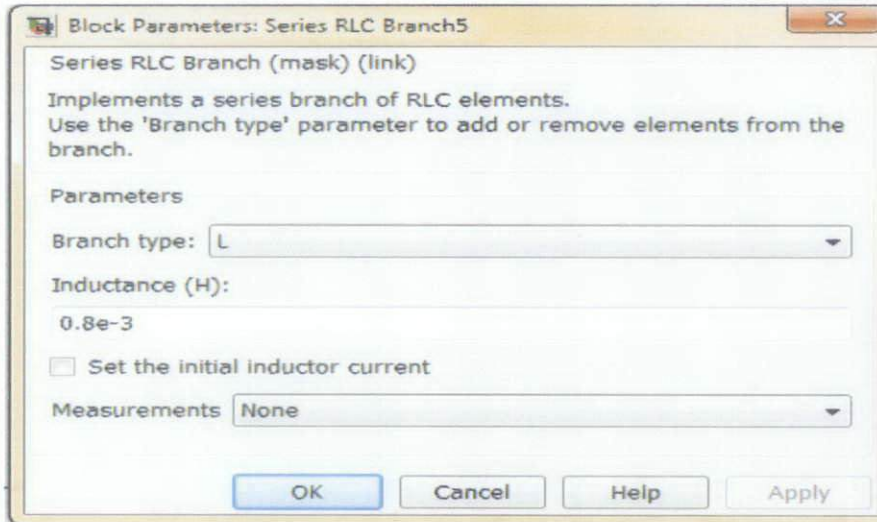 Block Parameters: Series RLC Branch5
Series RLC Branch (mask) (link)
Implements a series branch of RLC elements.
Use the 'Branch type' parameter to add or remove elements from the
branch.
Parameters
Branch type: L
Inductance (H):
0.8e-3
Set the initial inductor current
Measurements None
OK Cancel Help Apply